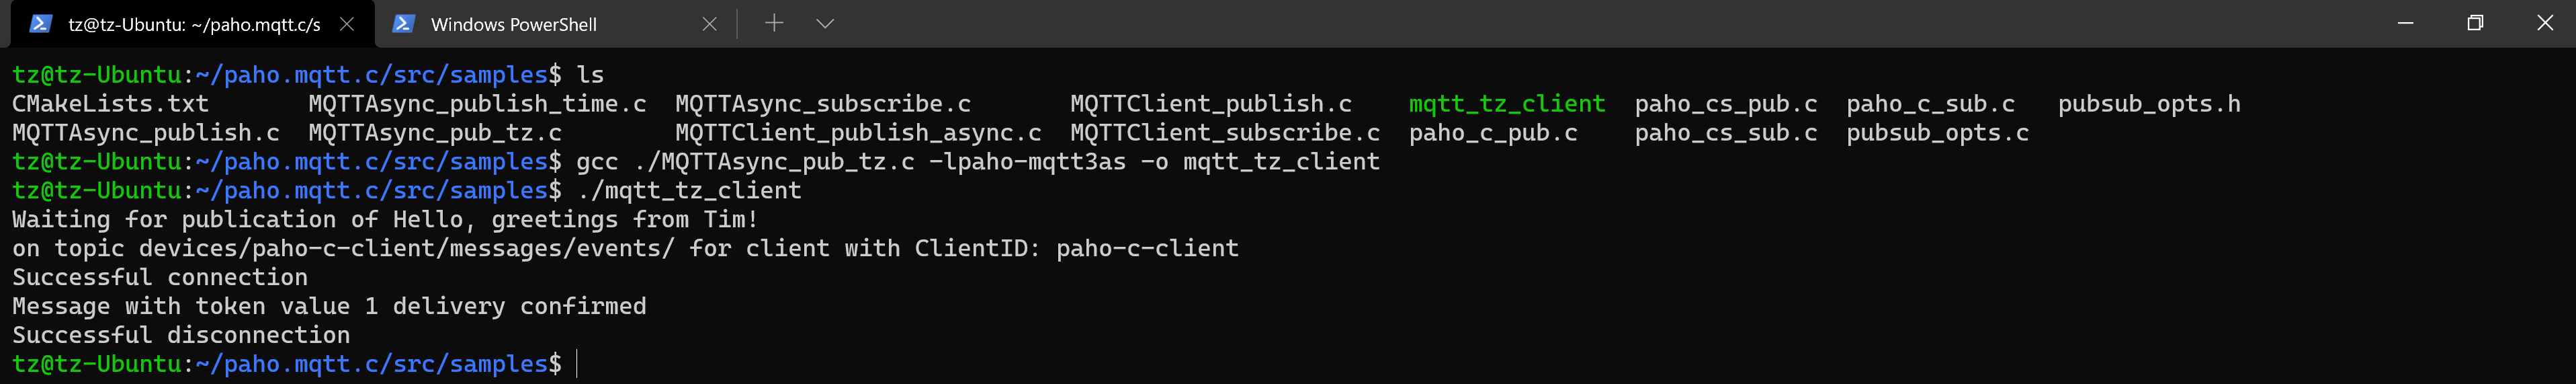 tz@tz-Ubuntu: ~/paho.mqtt.c/s Windows PowerShell
tz@tz-Ubuntu:~/paho.mqtt.c/src/samples$ ls
CMakeLists.txt MQTTAsync_publish_time.c MQTTAsync_subscribe.c MQTTClient_publish.c mqtt_tz_client paho_cs_pub.c paho_c_sub.c pubsub_opts.h
MQTTAsync_publish.c MQTTAsync_pub_tz.c MQTTClient_publish_async.c MQTTClient_subscribe.c paho_c_pub.c paho_cs_sub.c pubsub_opts.c
tz@tz-Ubuntu:~/paho.mqtt.c/src/samples$ gcc ./MQTTAsync_pub_tz.c -lpaho-mqtt3as -o mqtt_tz_client
tz@tz-Ubuntu:~/paho.mqtt.c/src/samples$ ./mqtt_tz_client
Waiting for publication of Hello, greetings from Tim!
on topic devices/paho-c-client/messages/events/ for client with ClientID: paho-c-client
Successful connection
Message with token value 1 delivery confirmed
Successful disconnection
tz@tz-Ubuntu:~/paho.mqtt.c/src/samples$